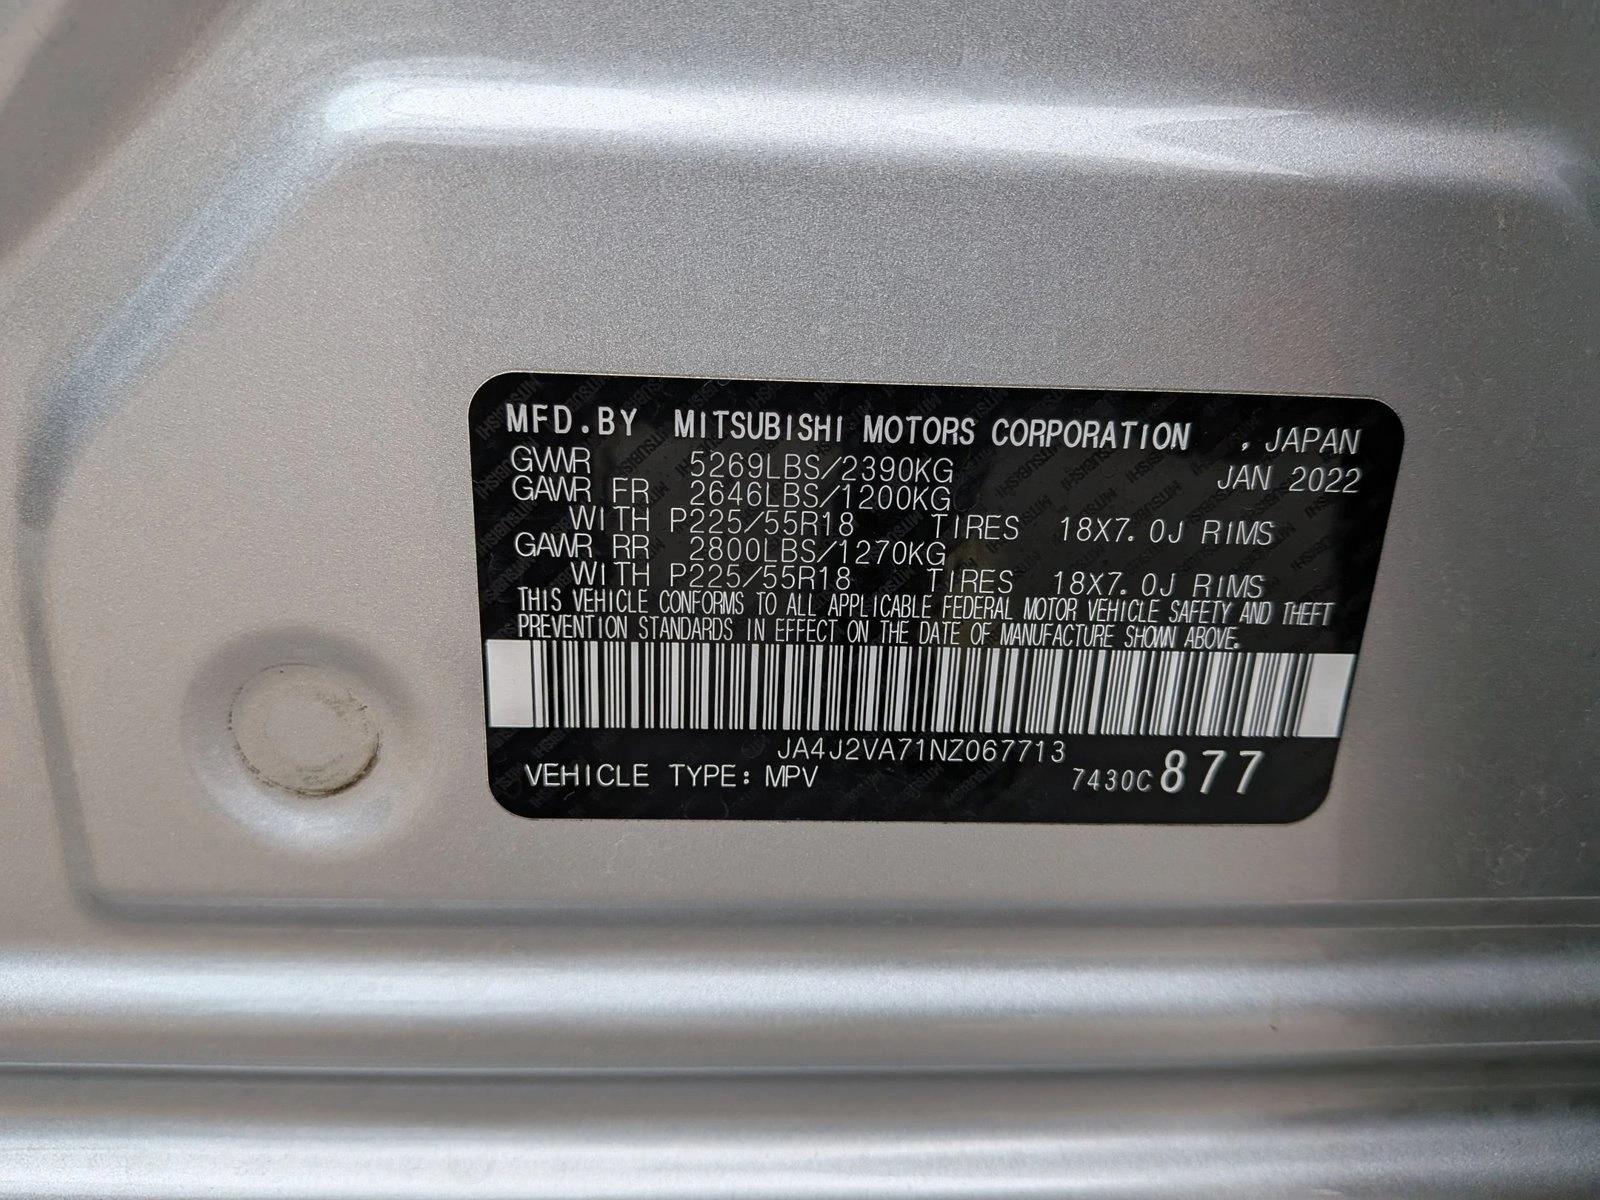 MFD.BY MITSUBISHI MOTORS CORPORATION , JAPAN
GVWR 5269LBS/2390KG JAN 2022
GAWR FR 2646LBS/1200KG
WITH P225/55R18 TIRES 18X7.0J RIMS
GAWR RR 2800LBS/1270KG
WITH P225/55R18 TIRES 18X7.0J RIMS
THIS VEHICLE CONFORMS TO ALL APPLICABLE FEDERAL MOTOR VEHICLE SAFETY AND THEFT
PREVENTION STANDARDS IN EFFECT ON THE DATE OF MANUFACTURE SHOWN ABOVE.
JA4J2VA71NZ067713
VEHICLE TYPE: MPV 7430C 877